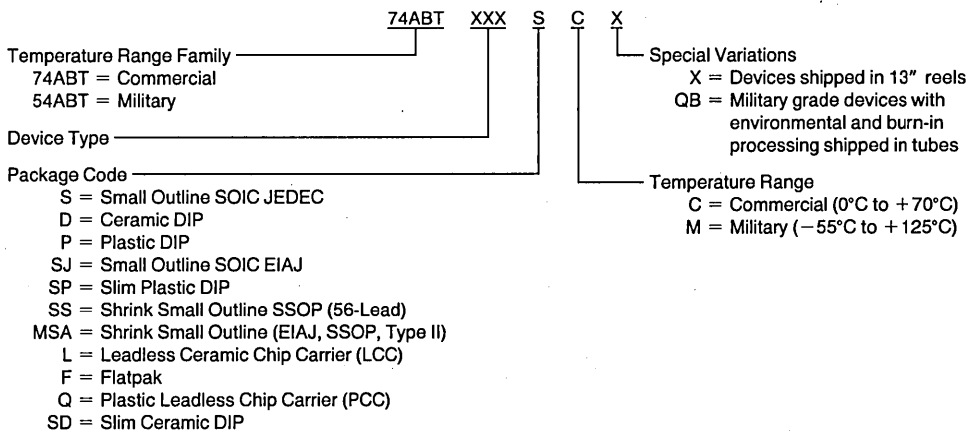 74ABT XXX S C X
Temperature Range Family
74ABT = Commercial
54ABT = Military
Device Type
Package Code
S = Small Outline SOIC JEDEC
D = Ceramic DIP
P = Plastic DIP
SJ = Small Outline SOIC EIAJ
SP = Slim Plastic DIP
SS = Shrink Small Outline SSOP (56-Lead)
MSA = Shrink Small Outline (EIAJ, SSOP, Type II)
L = Leadless Ceramic Chip Carrier (LCC)
F = Flatpak
Q = Plastic Leadless Chip Carrier (PCC)
SD = Slim Ceramic DIP
Special Variations
X = Devices shipped in 13" reels
QB = Military grade devices with
environmental and burn-in
processing shipped in tubes
Temperature Range
C = Commercial (0°C to +70°C)
M = Military (−55°C to +125°C)